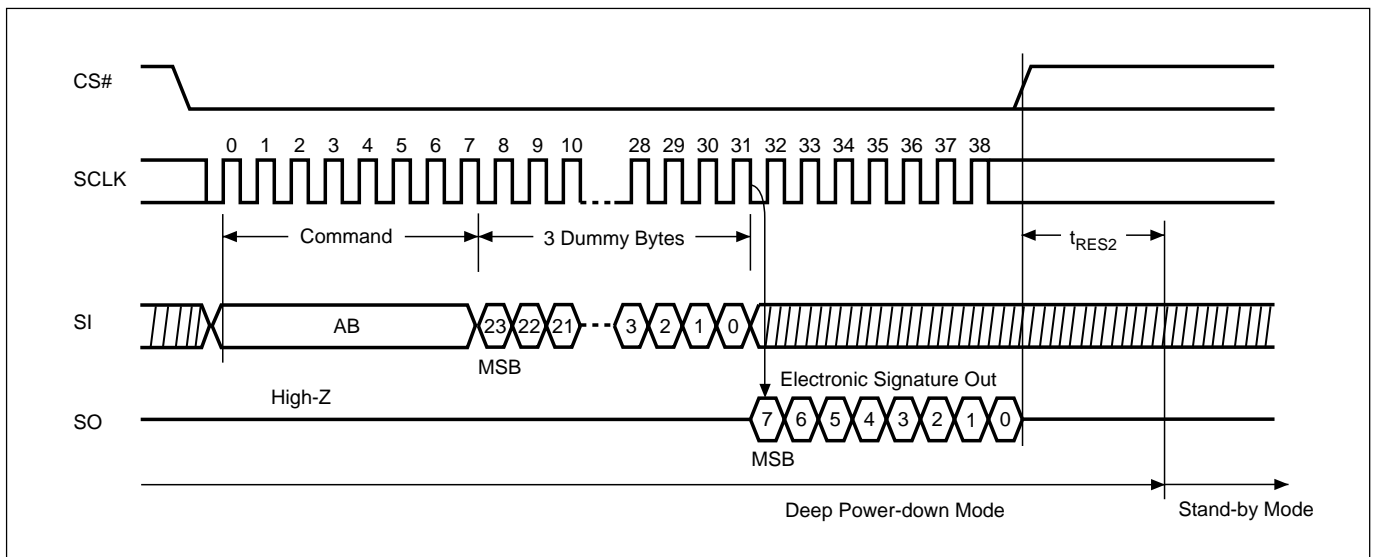 CS#
0 1 2 3 4 5 6 7 8 9 10 28 29 30 31 32 33 34 35 36 37 38
SCLK
Command
3 Dummy Bytes
tRES2
SI
AB
23 22 21 3 2 1 0
MSB
High-Z
Electronic Signature Out
SO
7 6 5 4 3 2 1 0
MSB
Deep Power-down Mode
Stand-by Mode